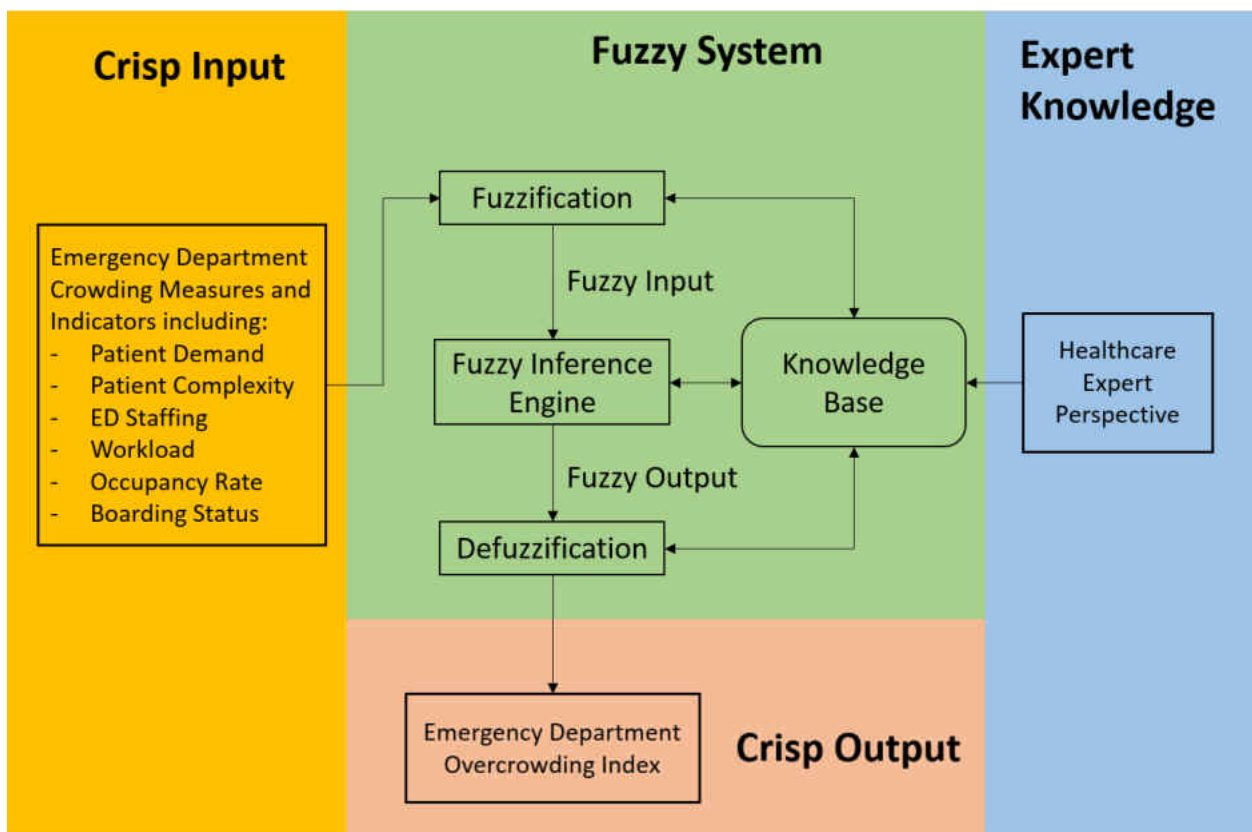 Crisp Input
Fuzzy System
Expert
Knowledge
Fuzzification
Emergency Department
Crowding Measures and
Indicators including:
- Patient Demand
- Patient Complexity
- ED Staffing
- Workload
- Occupancy Rate
- Boarding Status
Fuzzy Input
Fuzzy Inference
Engine
Knowledge
Base
Healthcare
Expert
Perspective
Fuzzy Output
Defuzzification
Emergency Department
Overcrowding Index
Crisp Output